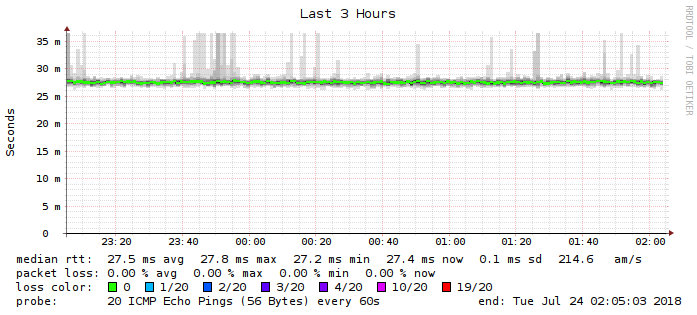 Last 3 Hours
RRDTOOL / TOBI OETIKER
Seconds
35 m
30 m
25 m
20 m
15 m
10 m
5 m
0
23:20 23:40 00:00 00:20 00:40 01:00 01:20 01:40 02:00
median rtt: 27.5 ms avg 27.8 ms max 27.2 ms min 27.4 ms now 0.1 ms sd 214.6 am/s
packet loss: 0.00 % avg 0.00 % max 0.00 % min 0.00 % now
loss color: 0 1/20 2/20 3/20 4/20 10/20 19/20
probe: 20 ICMP Echo Pings (56 Bytes) every 60s end: Tue Jul 24 02:05:03 2018